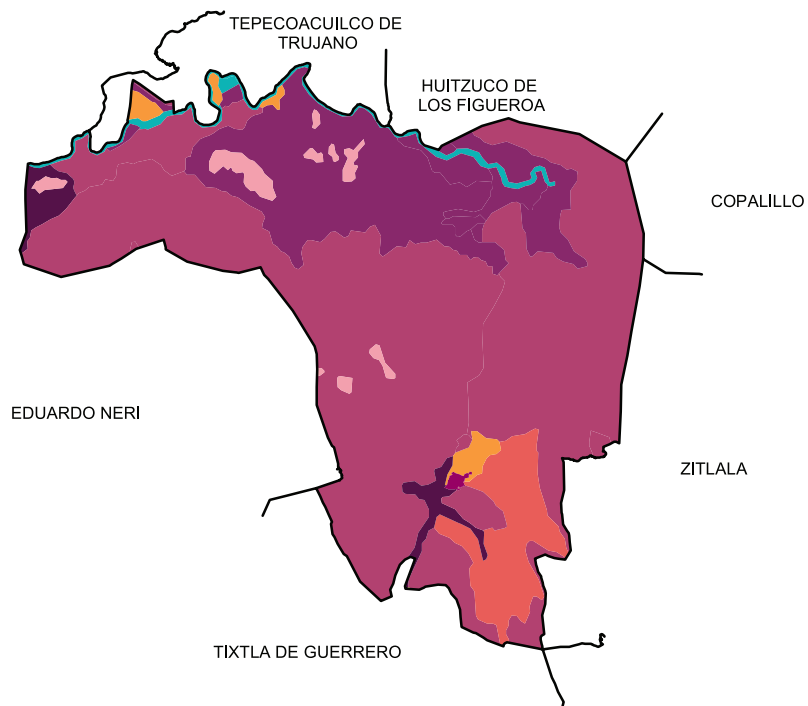 TEPECOACUILCO DE
TRUJANO
HUITZUCO DE
LOS FIGUEROA
COPALILLO
EDUARDO NERI
ZITLALA
TIXTLA DE GUERRERO